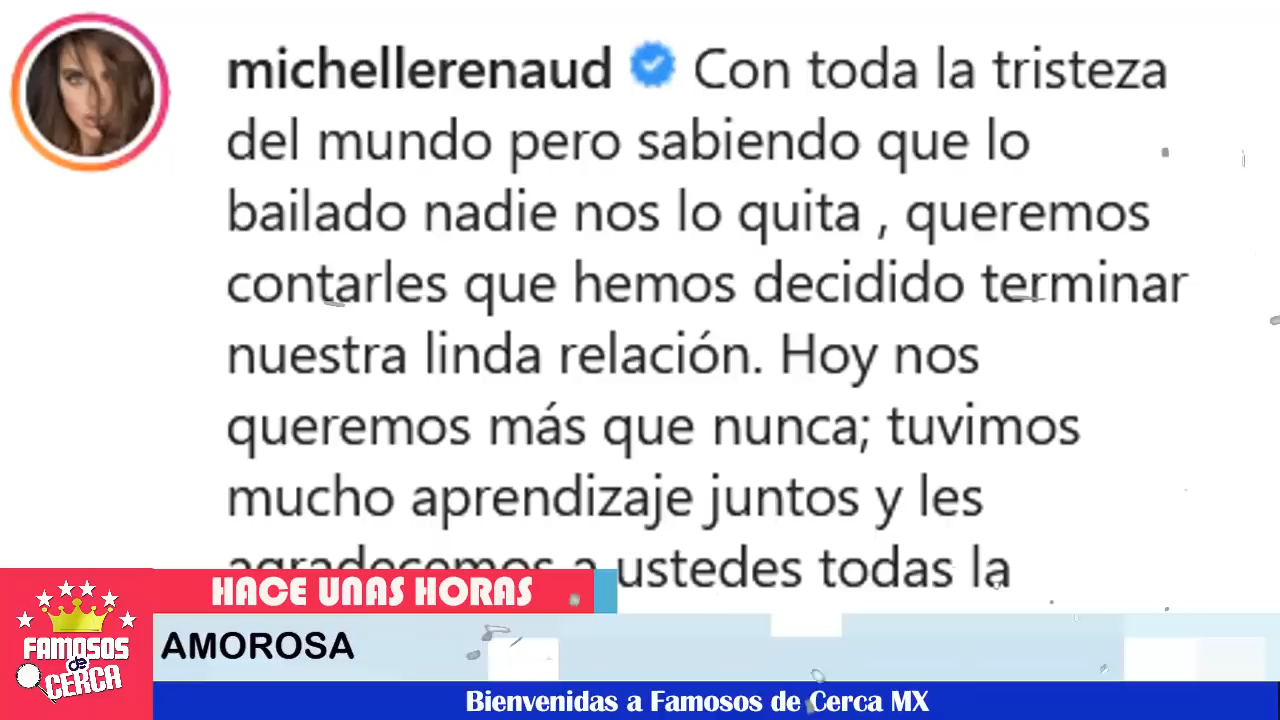 michellerenaud Con toda la tristeza
del mundo pero sabiendo que lo
bailado nadie nos lo quita , queremos
contarles que hemos decidido terminar
nuestra linda relación. Hoy nos
queremos más que nunca; tuvimos
mucho aprendizaje juntos y les
agradecemos a ustedes todas la
HACE UNAS HORAS
FAMOSOS
de
CERCA
AMOROSA
Bienvenidas a Famosos de Cerca MX